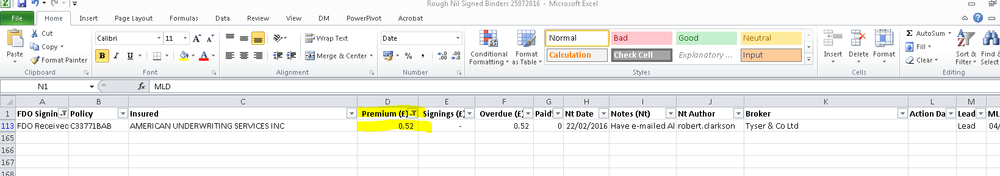 Rough Nil Signed Binders 25072016 - Microsoft Excel
File Home Insert Page Layout Formulas Data Review View DM PowerPivot Acrobat
Cut
Copy
Format Painter
Paste
Clipboard
Calibri 11
B I U
Font
Wrap Text
Merge & Center
Alignment
Date
% ,
Number
Conditional Formatting
Format as Table
Normal Bad Good Neutral
Calculation Check Cell Explanatory ... Input
Styles
Insert Delete Format
Cells
Σ AutoSum
Fill
Clear
Sort & Filter
Find & Select
Editing
N1 fx MLD
A B C D E F G H I J K L M
1 FDO Signin Policy Insured Premium (£) Signings (£) Overdue (£) Paid% Nt Date Notes (Nt) Nt Author Broker Action Da Lead ML
113 FDO Received C33771BAB AMERICAN UNDERWRITING SERVICES INC 0.52 - 0.52 0 22/02/2016 Have e-mailed Al robert.clarkson Tyser & Co Ltd Lead 04/
165
166
167
168